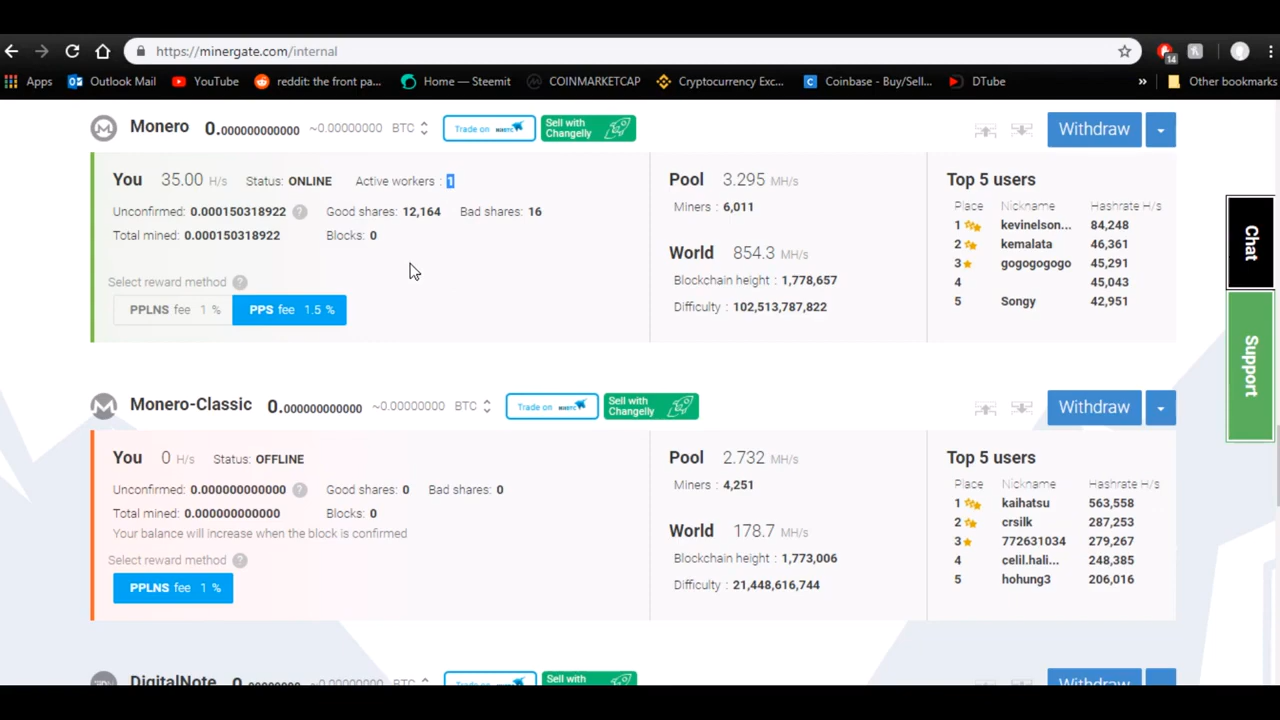 https://minergate.com/internal
14
Apps Outlook Mail YouTube reddit: the front pa... Home — Steemit COINMARKETCAP Cryptocurrency Exc... Coinbase - Buy/Sell... DTube » Other bookmarks
Monero 0.000000000000 ~0.00000000 BTC Trade on Sell with Changelly Withdraw
You 35.00 H/s Status: ONLINE Active workers : 1
Unconfirmed: 0.000150318922 ? Good shares: 12,164 Bad shares: 16
Total mined: 0.000150318922 Blocks: 0
Select reward method ?
PPLNS fee 1 % PPS fee 1.5 %
Pool 3.295 MH/s
Miners : 6,011
World 854.3 MH/s
Blockchain height : 1,778,657
Difficulty : 102,513,787,822
Top 5 users
Place Nickname Hashrate H/s
1 kevinelson... 84,248
2 kemalata 46,361
3 gogogogogo 45,291
4 45,043
5 Songy 42,951
Chat
Support
Monero-Classic 0.000000000000 ~0.00000000 BTC Trade on Sell with Changelly Withdraw
You 0 H/s Status: OFFLINE
Unconfirmed: 0.000000000000 ? Good shares: 0 Bad shares: 0
Total mined: 0.000000000000 Blocks: 0
Your balance will increase when the block is confirmed
Select reward method ?
PPLNS fee 1 %
Pool 2.732 MH/s
Miners : 4,251
World 178.7 MH/s
Blockchain height : 1,773,006
Difficulty : 21,448,616,744
Top 5 users
Place Nickname Hashrate H/s
1 kaihatsu 563,558
2 crsilk 287,253
3 772631034 279,267
4 celil.hali... 248,385
5 hohung3 206,016
DigitalNote 0.000000000000 ~0.00000000 BTC Trade on Sell with Withdraw